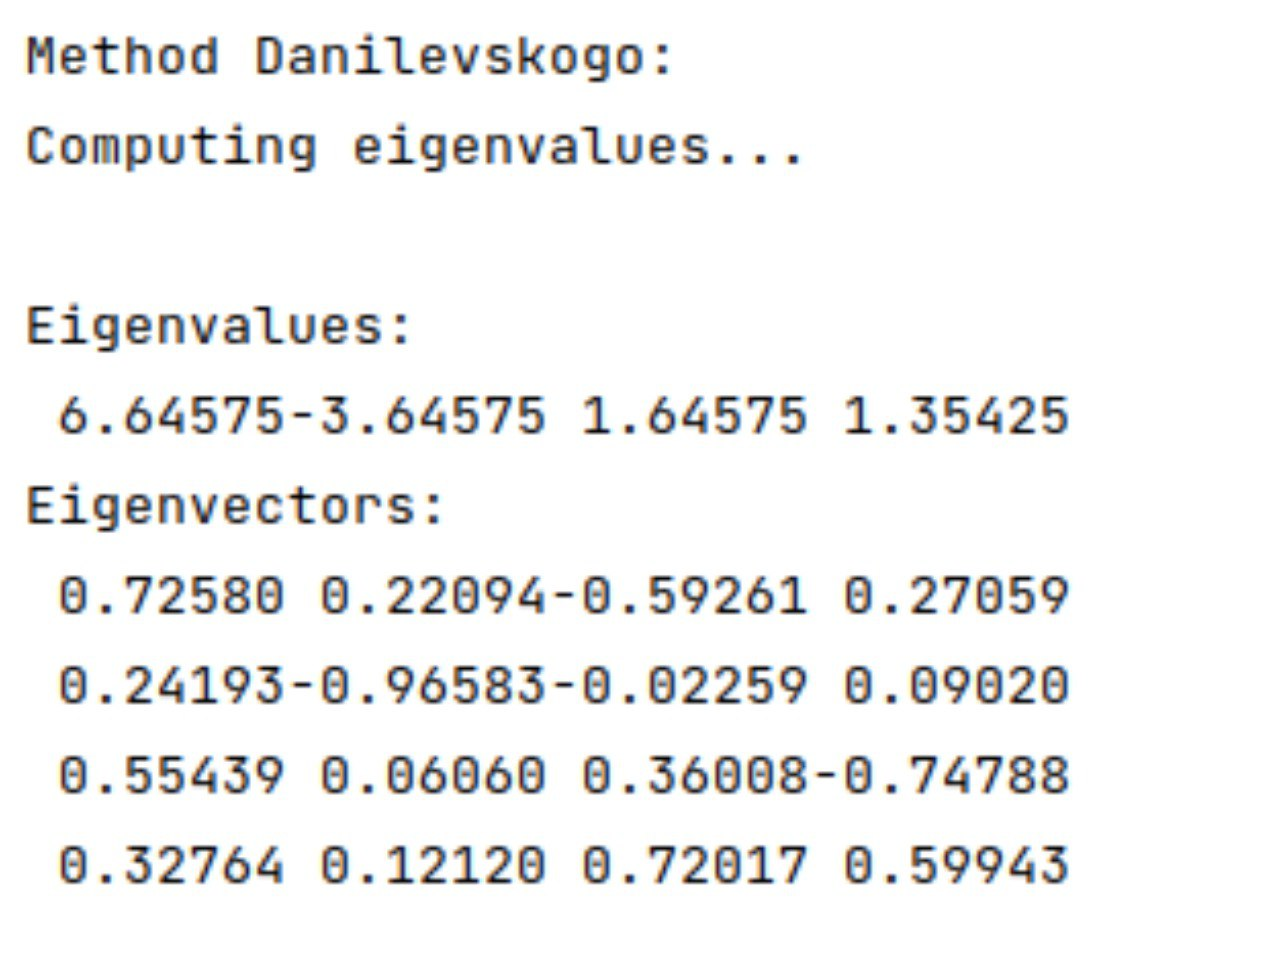 Method Danilevskogo:
Computing eigenvalues...
Eigenvalues:
6.64575-3.64575 1.64575 1.35425
Eigenvectors:
0.72580 0.22094-0.59261 0.27059
0.24193-0.96583-0.02259 0.09020
0.55439 0.06060 0.36008-0.74788
0.32764 0.12120 0.72017 0.59943